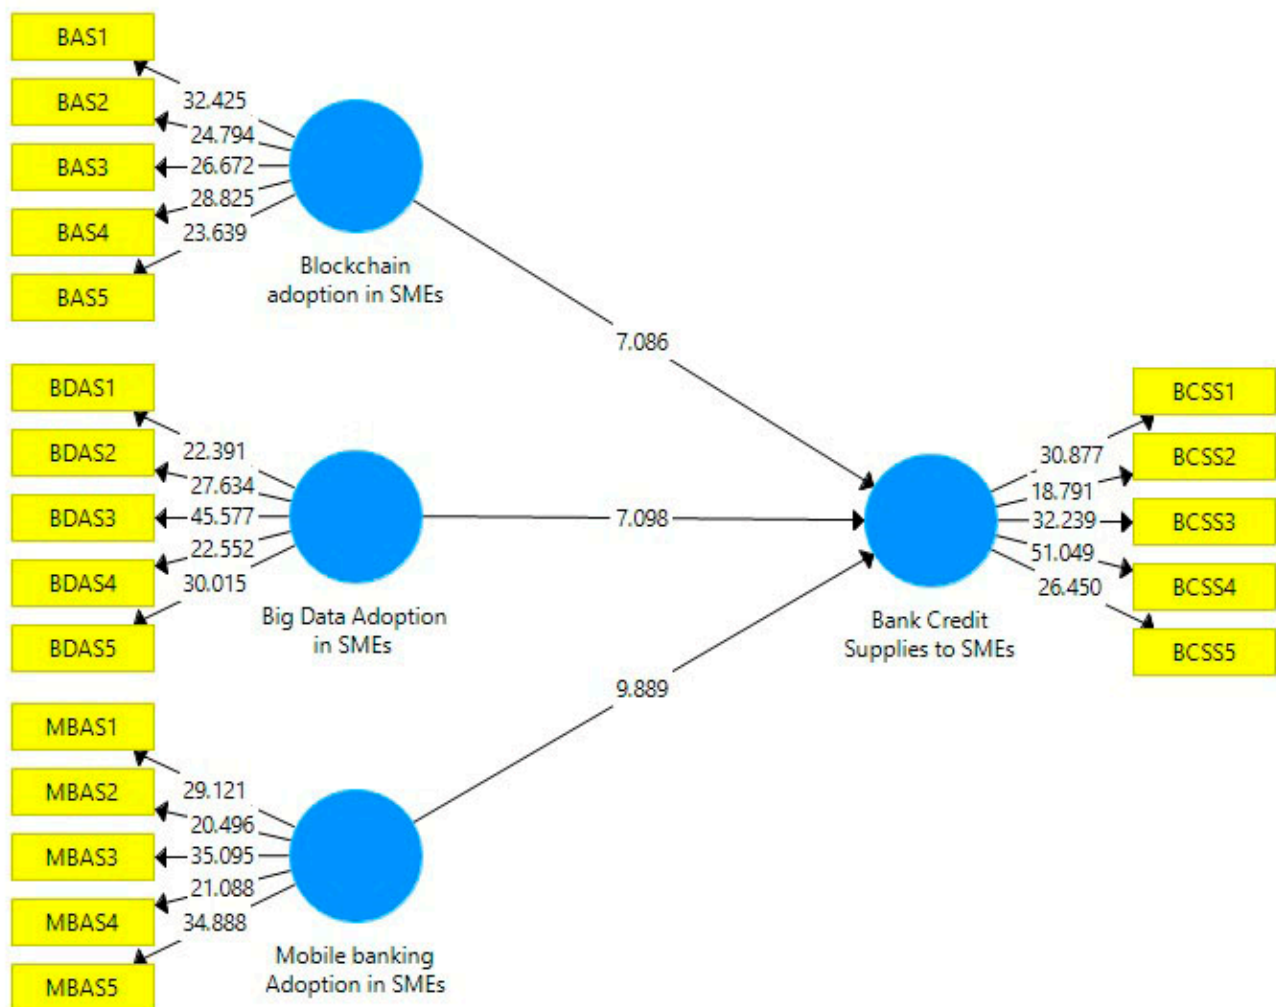 BAS1
32.425
BAS2
24.794
BAS3
26.672
BAS4
28.825
BAS5
23.639
Blockchain
adoption in SMEs
7.086
BDAS1
22.391
BDAS2
27.634
BDAS3
45.577
BDAS4
22.552
BDAS5
30.015
Big Data Adoption
in SMEs
7.098
MBAS1
29.121
MBAS2
20.496
MBAS3
35.095
MBAS4
21.088
MBAS5
34.888
Mobile banking
Adoption in SMEs
9.889
Bank Credit
Supplies to SMEs
BCSS1
30.877
BCSS2
18.791
BCSS3
32.239
BCSS4
51.049
BCSS5
26.450